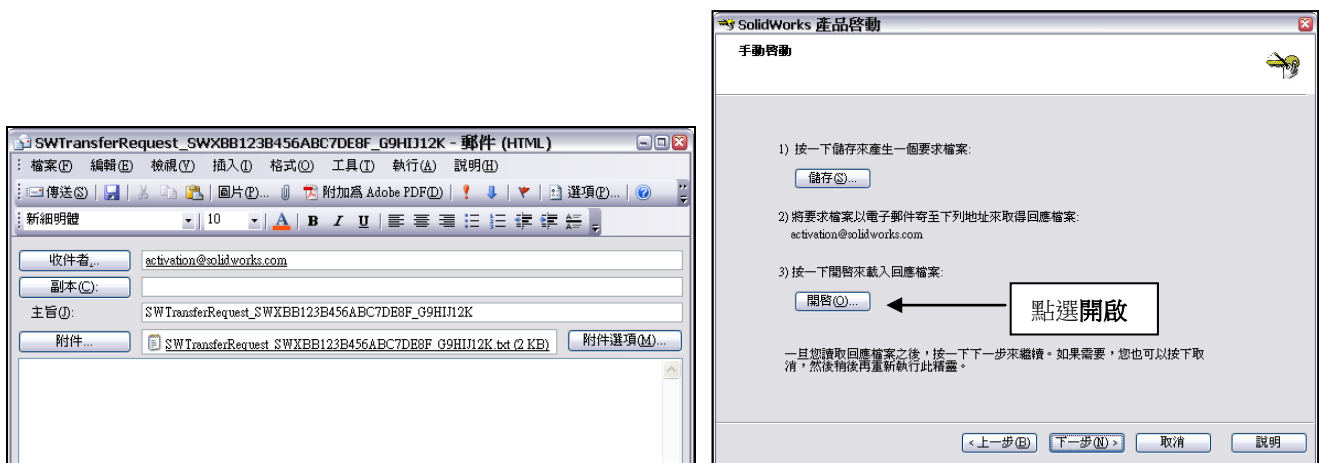 SWTransferRequest_SWXBB123B456ABC7DE8F_G9HIJ12K - 郵件 (HTML)
檔案(F) 編輯(E) 檢視(V) 插入(I) 格式(O) 工具(T) 執行(A) 說明(H)
傳送(S) 圖片(P)... 附加為 Adobe PDF(D) 選項(P)...
新細明體 10 A B I U
收件者... activation@solidworks.com
副本(C):
主旨(J): SWTransferRequest_SWXBB123B456ABC7DE8F_G9HIJ12K
附件... SWTransferRequest_SWXBB123B456ABC7DE8F_G9HIJ12K.txt (2 KB) 附件選項(M)...
SolidWorks 產品啓動
手動啓動
1) 按一下儲存來產生一個要求檔案:
儲存(S)...
2) 將要求檔案以電子郵件寄至下列地址來取得回應檔案:
activation@solidworks.com
3) 按一下開啓來載入回應檔案:
開啓(O)...
點選開啟
一旦您讀取回應檔案之後，按一下下一步來繼續。如果需要，您也可以按下取
消，然後稍後再重新執行此精靈。
<上一步(B) 下一步(N)> 取消 說明